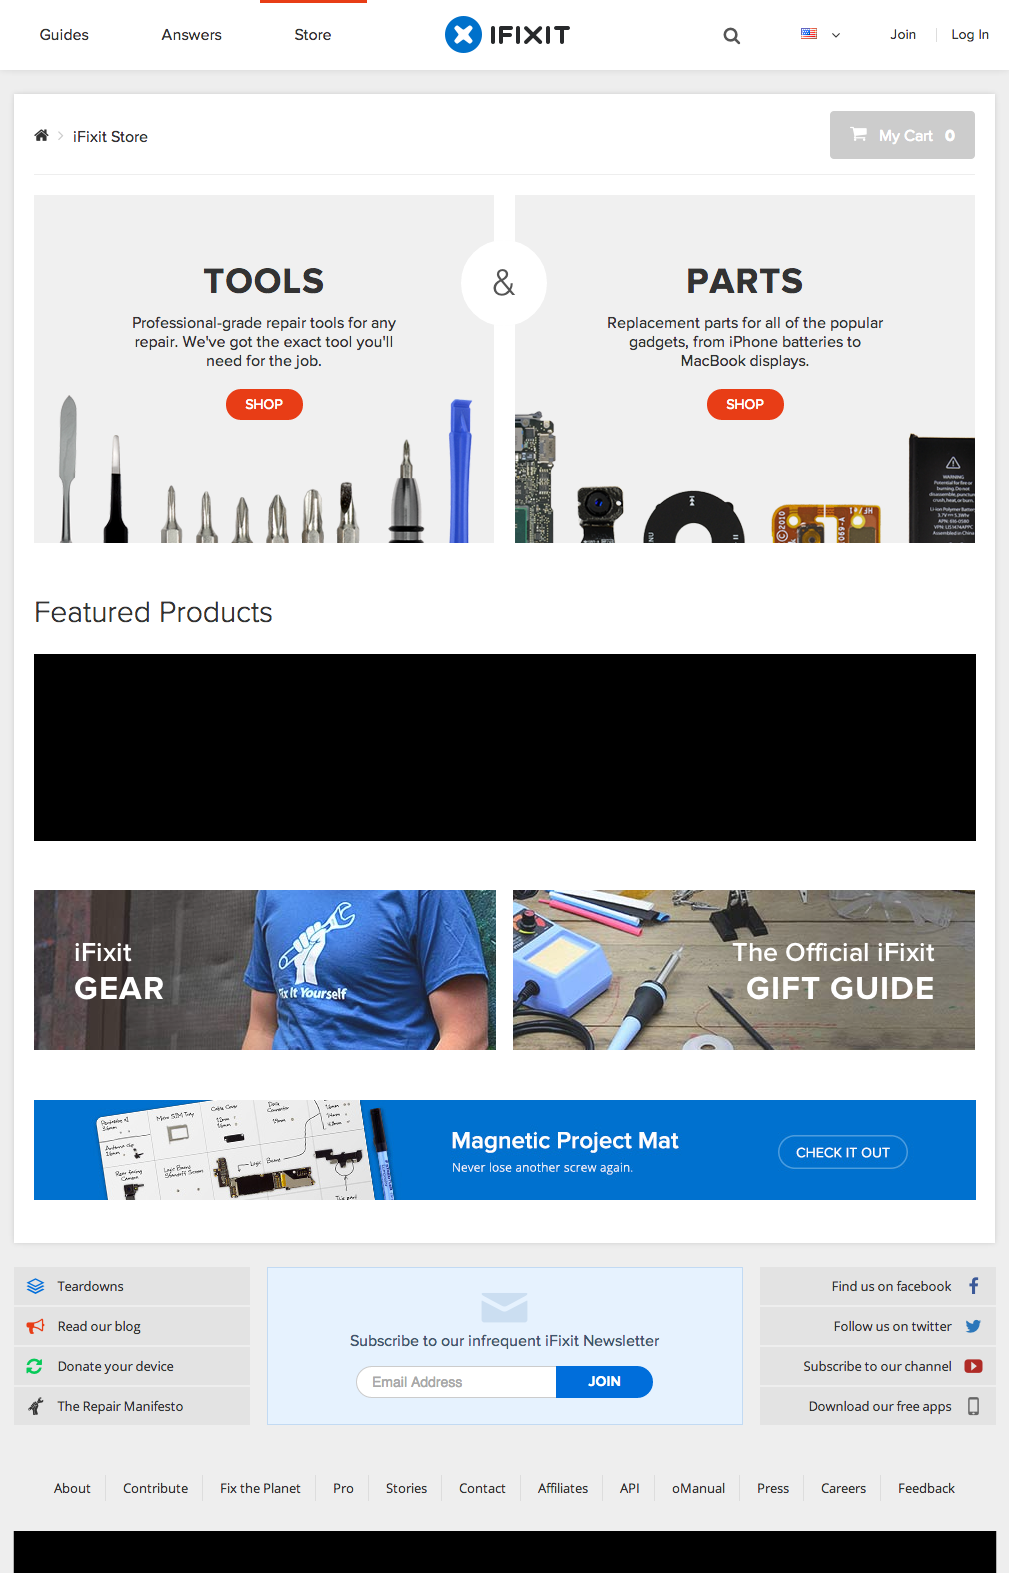 Guides
Answers
Store
IFIXIT
Join
Log In
iFixit Store
My Cart 0
TOOLS
Professional-grade repair tools for any
repair. We've got the exact tool you'll
need for the job.
SHOP
&
PARTS
Replacement parts for all of the popular
gadgets, from iPhone batteries to
MacBook displays.
SHOP
WARNING
Featured Products
iFixit
GEAR
Fix It Yourself
The Official iFixit
GIFT GUIDE
Micro SIM Tray
Logic Board
Magnetic Project Mat
Never lose another screw again.
CHECK IT OUT
Teardowns
Read our blog
Donate your device
The Repair Manifesto
Subscribe to our infrequent iFixit Newsletter
Email Address
JOIN
Find us on facebook
Follow us on twitter
Subscribe to our channel
Download our free apps
About
Contribute
Fix the Planet
Pro
Stories
Contact
Affiliates
API
oManual
Press
Careers
Feedback